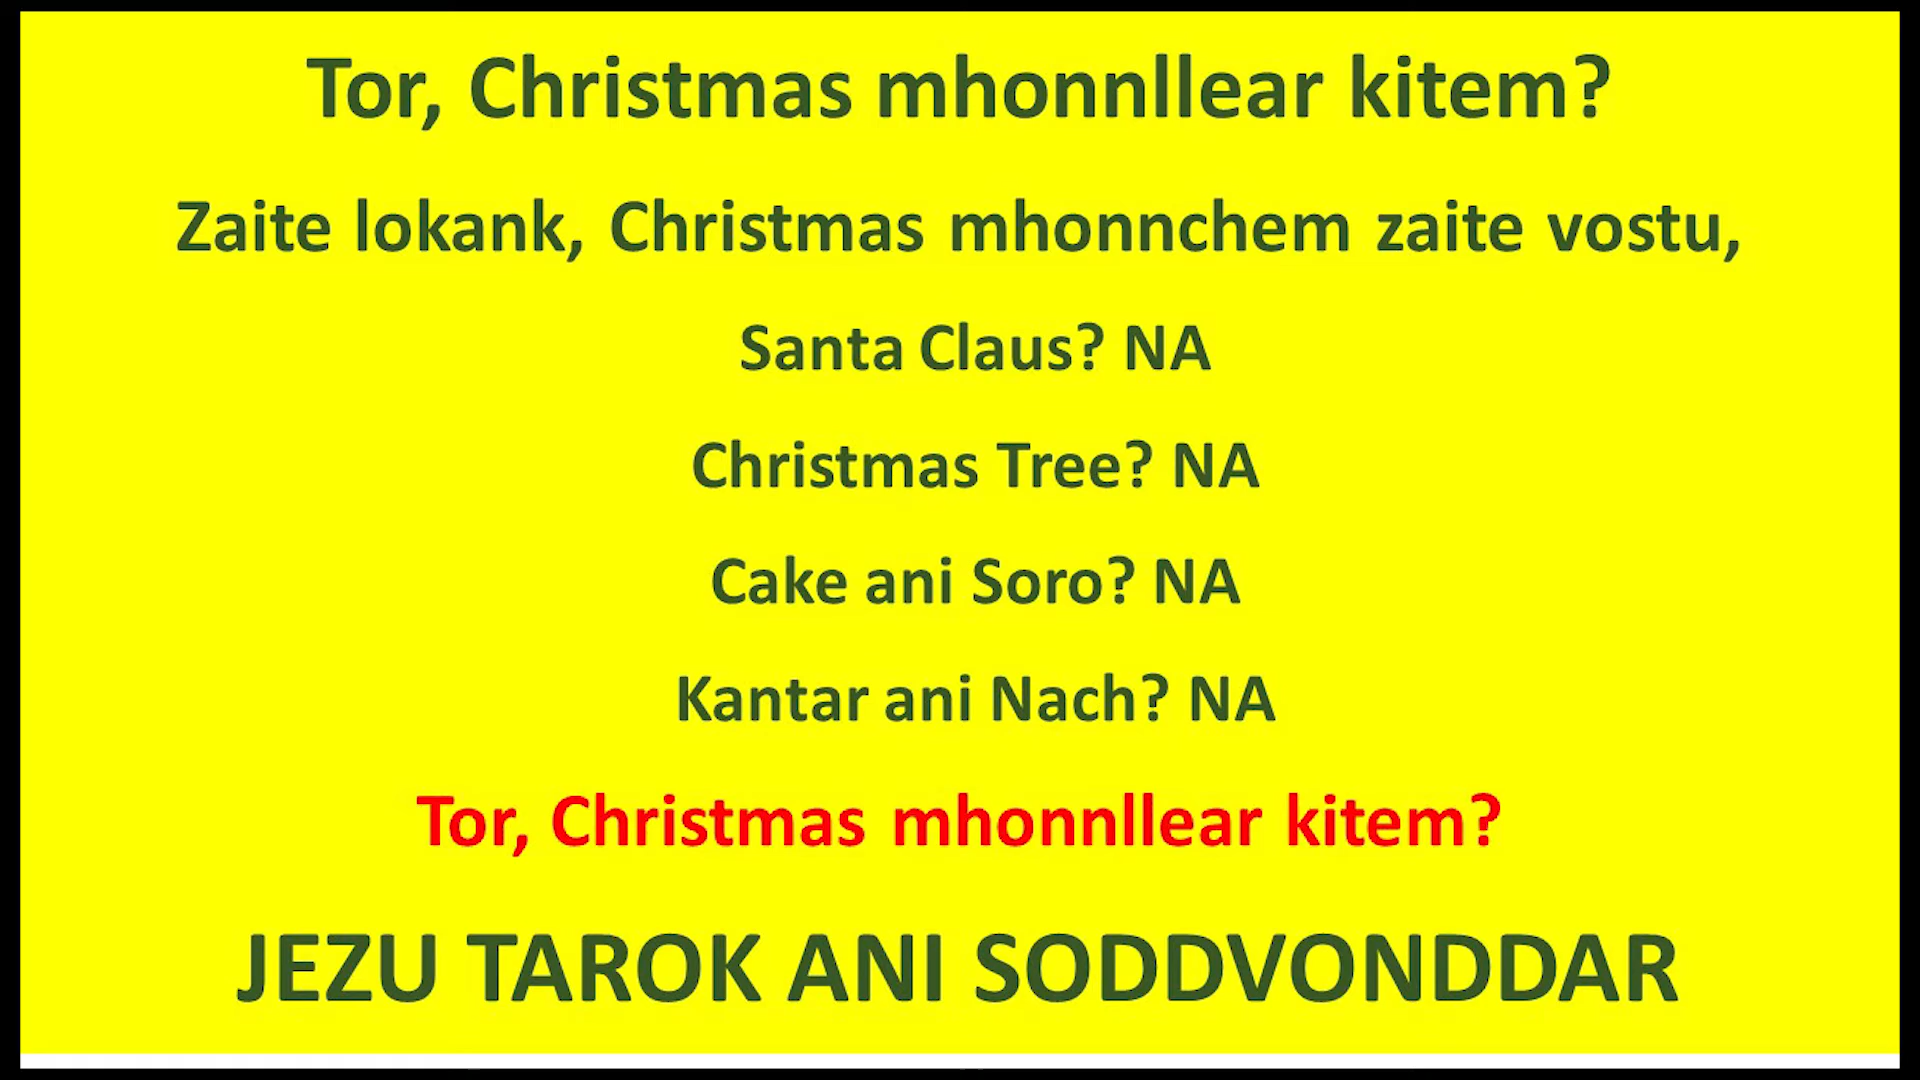 Tor, Christmas mhonnllear kitem?
Zaite lokank, Christmas mhonnchem zaite vostu,
Santa Claus? NA
Christmas Tree? NA
Cake ani Soro? NA
Kantar ani Nach? NA
Tor, Christmas mhonnllear kitem?
JEZU TAROK ANI SODDVONDDAR